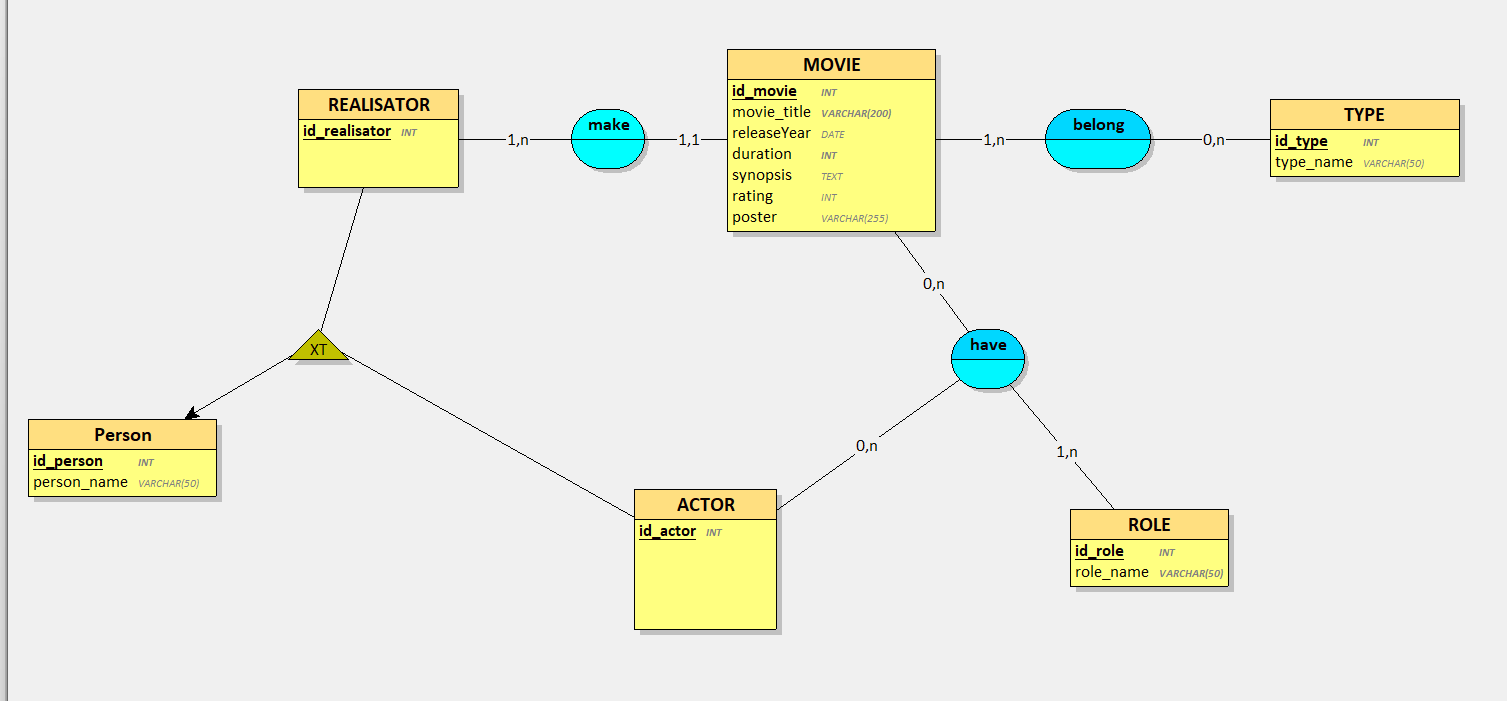 REALISATOR
id_realisator INT
1,n
make
1,1
MOVIE
id_movie INT
movie_title VARCHAR(200)
releaseYear DATE
duration INT
synopsis TEXT
rating INT
poster VARCHAR(255)
1,n
belong
0,n
TYPE
id_type INT
type_name VARCHAR(50)
0,n
have
XT
Person
id_person INT
person_name VARCHAR(50)
0,n
1,n
ACTOR
id_actor INT
ROLE
id_role INT
role_name VARCHAR(50)